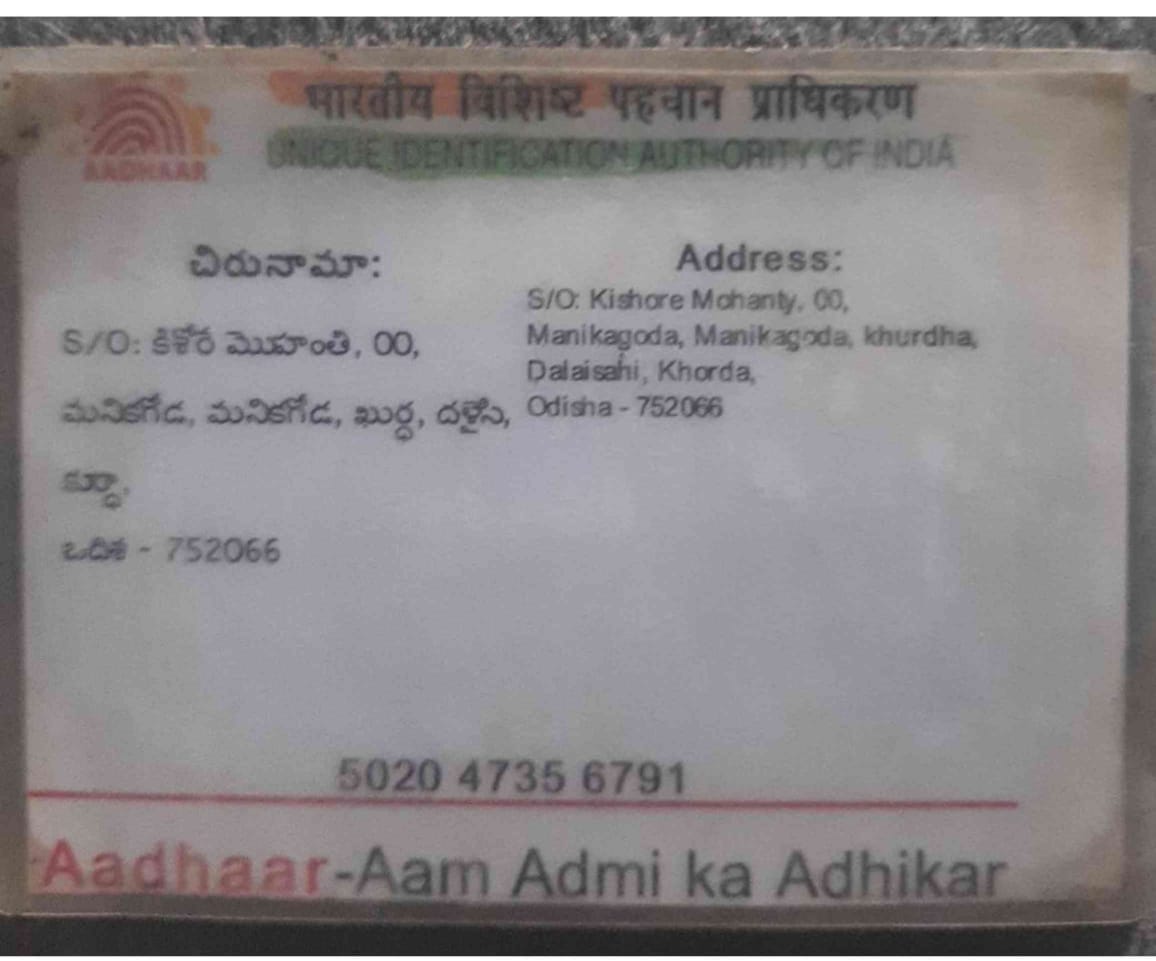 भारतीय विशिष्ट पहचान प्राधिकरण
AADHAAR
UNIQUE IDENTIFICATION AUTHORITY OF INDIA
చిరునామా:
S/O: కిశోర్ మొహంతి, 00,
మనికగోడ, మనికగోడ, ఖుర్ధ, దళైసి,
ఖుర్ధా,
ఒడిశ - 752066
Address:
S/O: Kishore Mohanty, 00,
Manikagoda, Manikagoda, khurdha,
Dalaisahi, Khorda,
Odisha - 752066
5020 4735 6791
Aadhaar-Aam Admi ka Adhikar